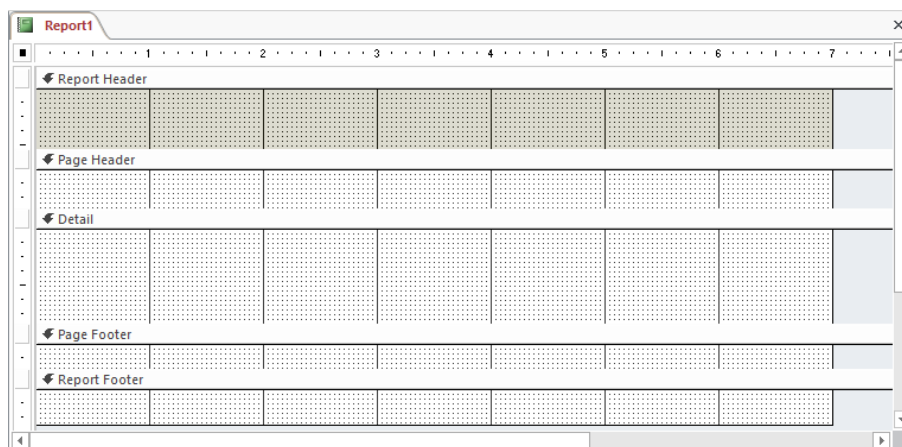 Report1
1 2 3 4 5 6 7
Report Header
Page Header
Detail
Page Footer
Report Footer